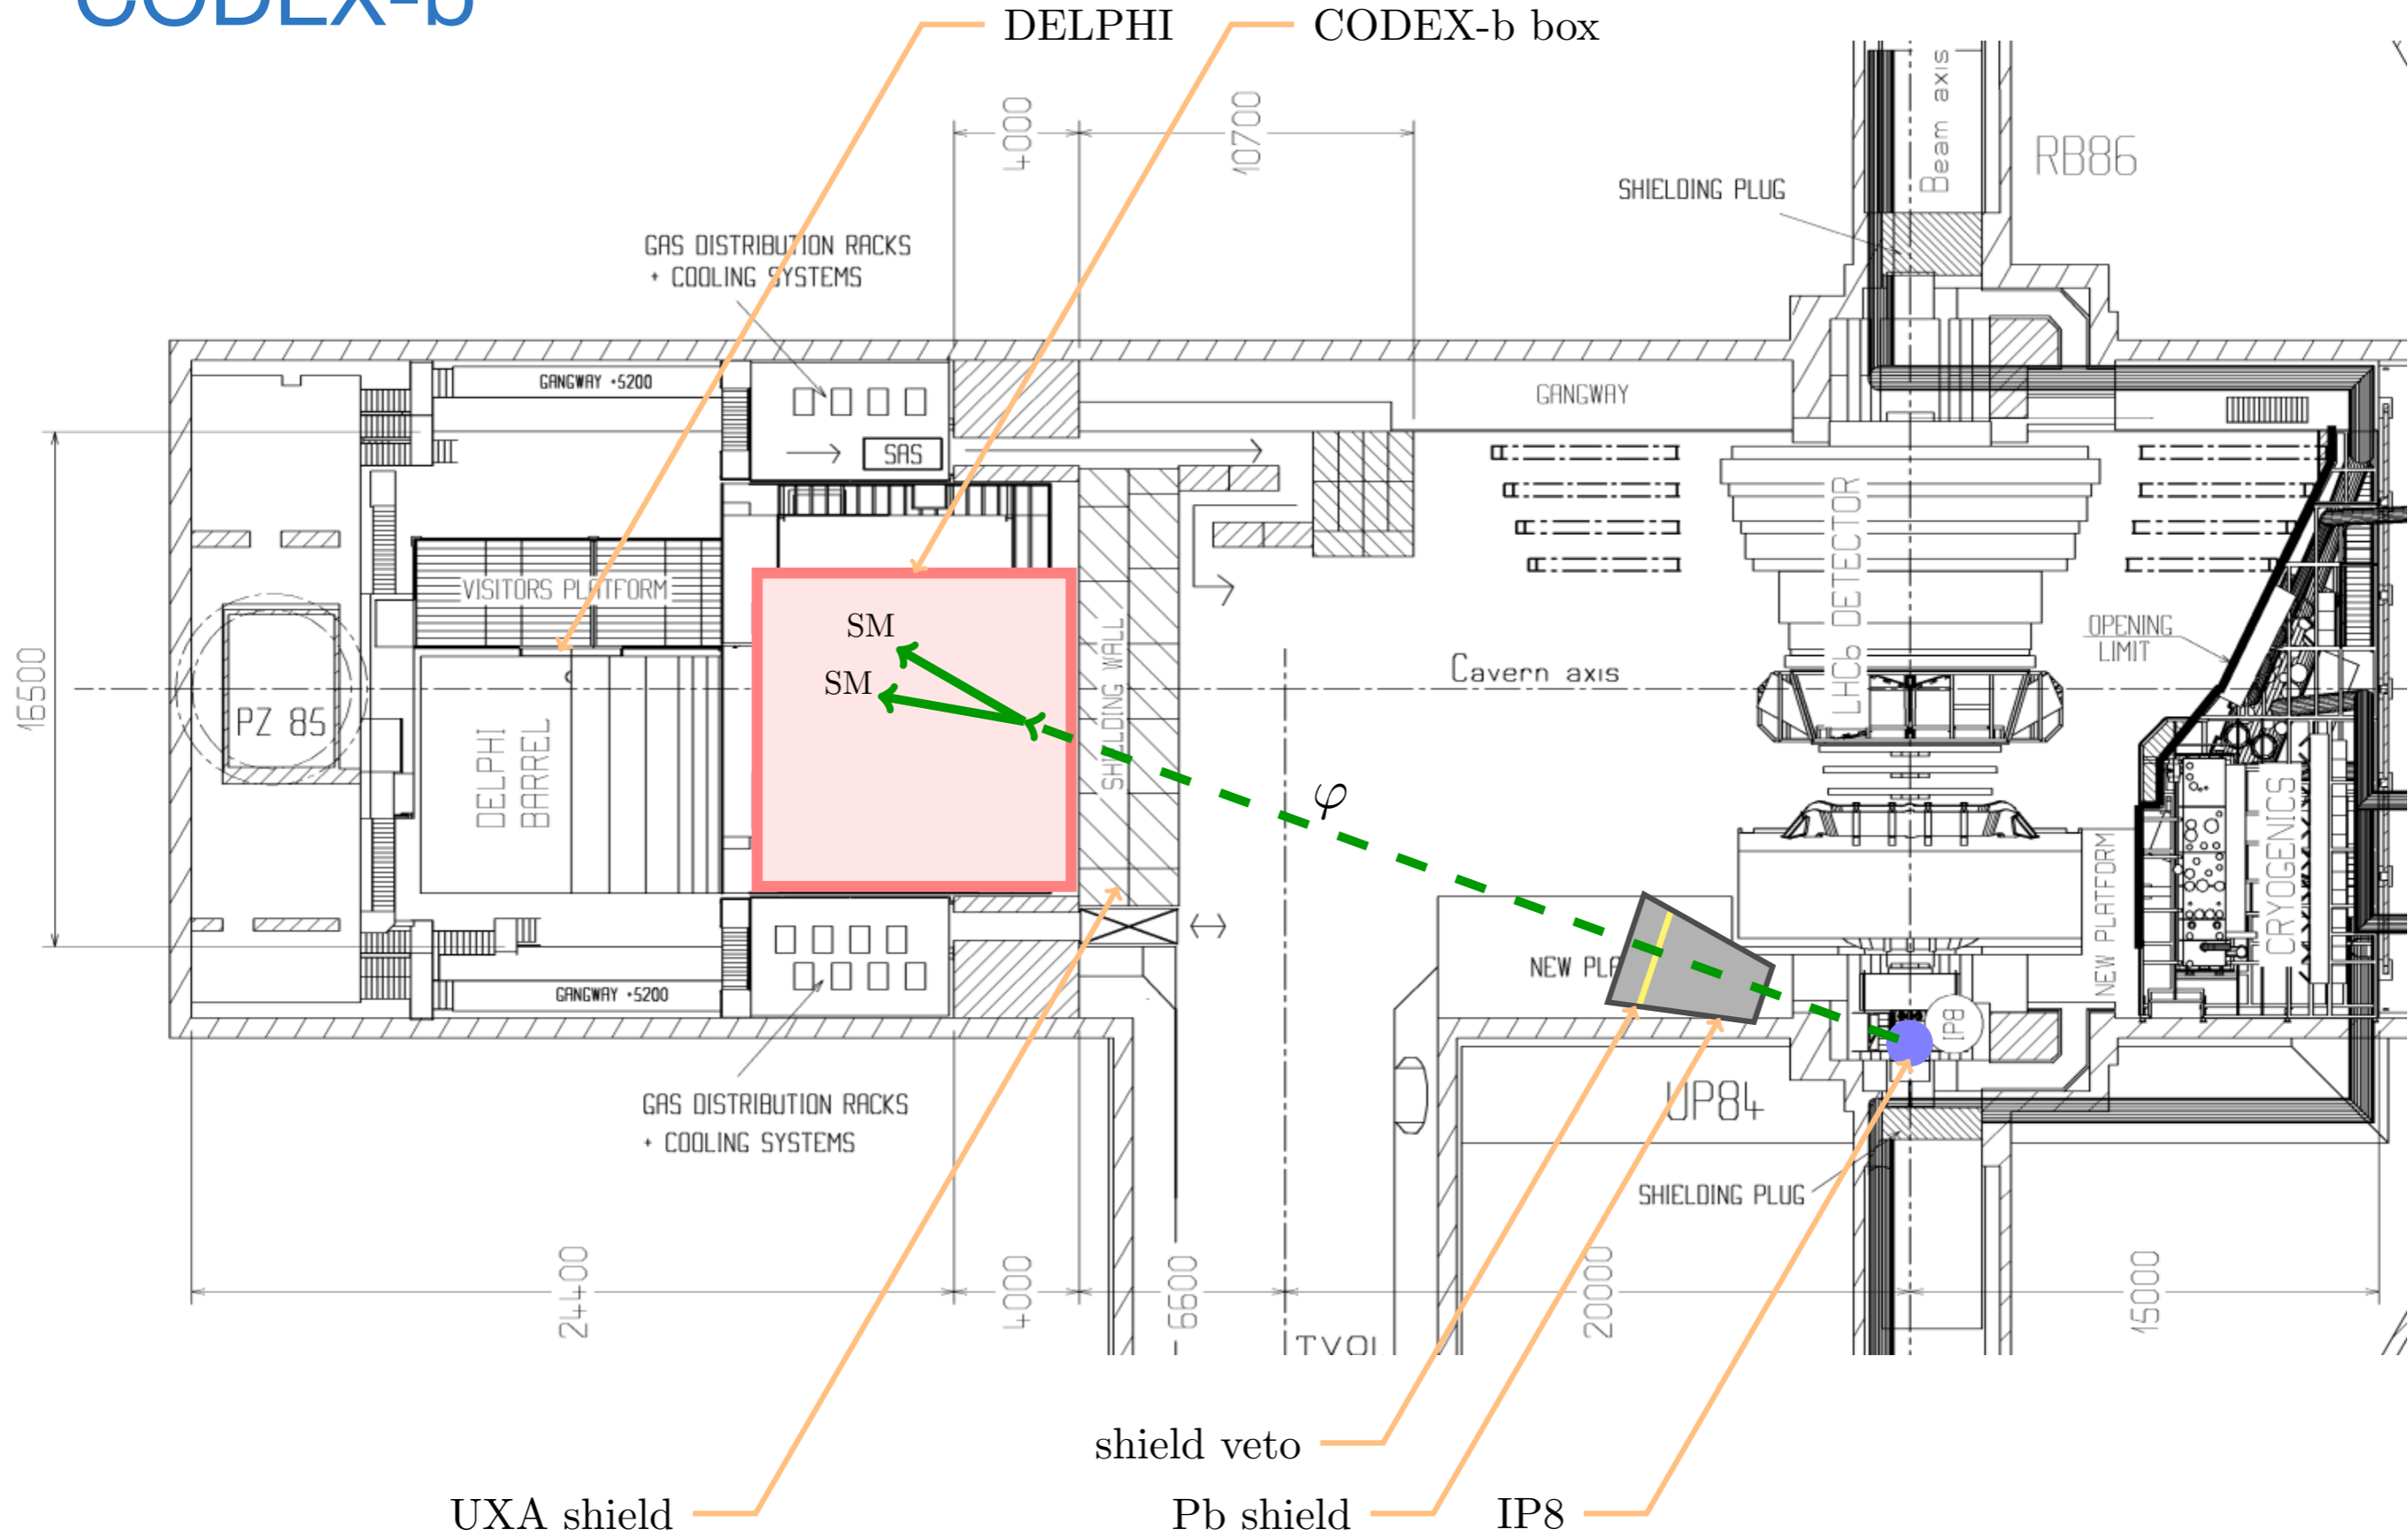 CODEX-b
DELPHI
CODEX-b box
4000
10700
Beam axis
RB86
SHIELDING PLUG
GAS DISTRIBUTION RACKS
+ COOLING SYSTEMS
GANGWAY +5200
GANGWAY
SAS
VISITORS PLATFORM
SHIELDING WALL
LHCb DETECTOR
OPENING
LIMIT
SM
SM
16500
Cavern axis
PZ 85
DELPHI
BARREL
φ
NEW PLATFORM
CRYOGENICS
NEW PLA
IP8
GANGWAY +5200
UP84
GAS DISTRIBUTION RACKS
+ COOLING SYSTEMS
SHIELDING PLUG
24400
4000
6600
20000
15000
shield veto
UXA shield
Pb shield
IP8